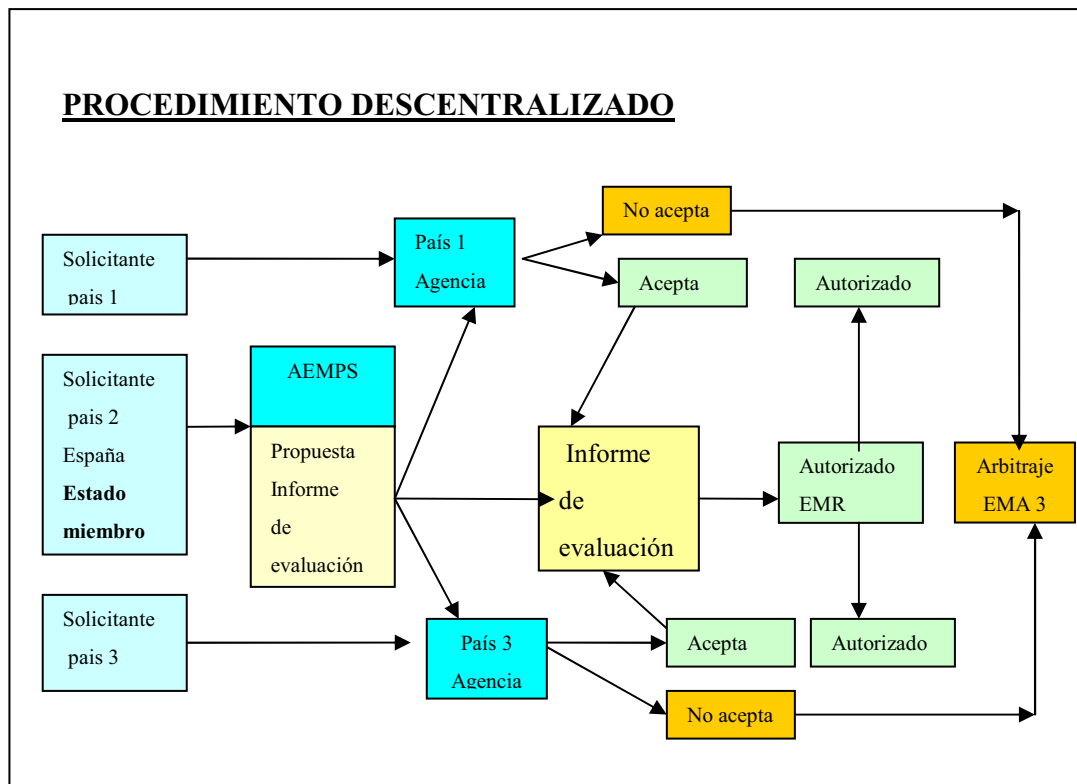 PROCEDIMIENTO DESCENTRALIZADO
No acepta
Solicitante
pais 1
País 1
Agencia
Acepta
Autorizado
Solicitante
pais 2
España
Estado
miembro
AEMPS
Propuesta
Informe
de
evaluación
Informe
de
evaluación
Autorizado
EMR
Arbitraje
EMA 3
Solicitante
pais 3
País 3
Agencia
Acepta
Autorizado
No acepta